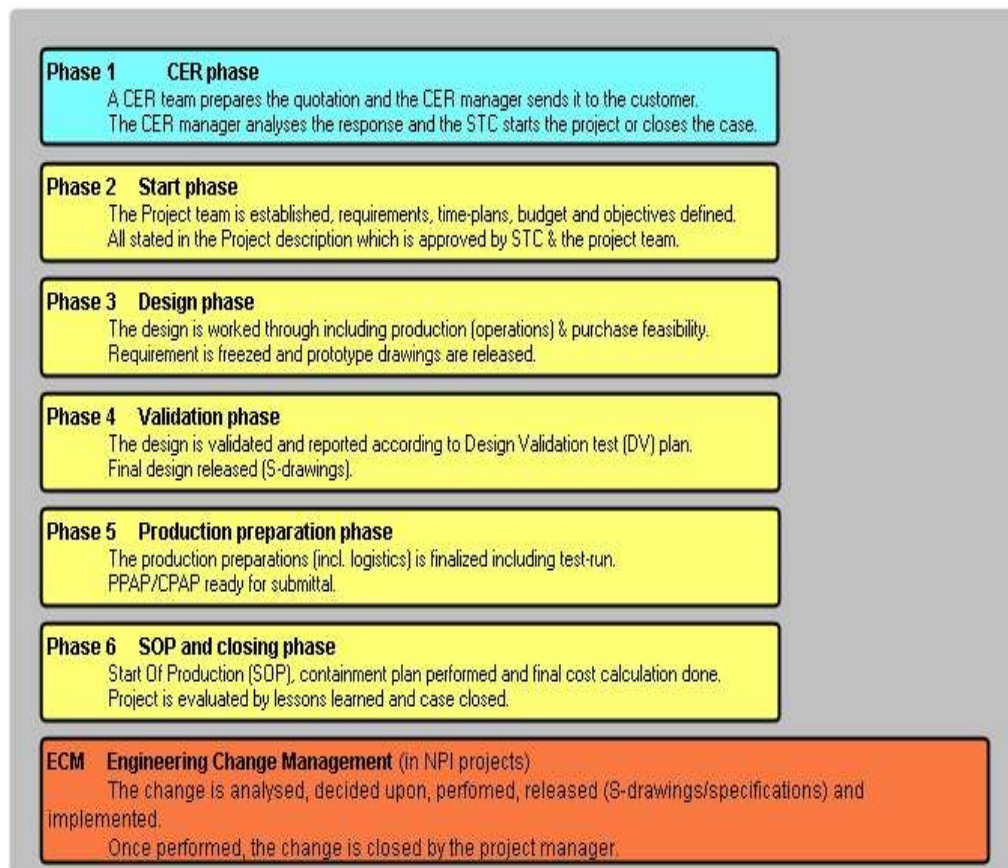 Phase 1 CER phase
A CER team prepares the quotation and the CER manager sends it to the customer.
The CER manager analyses the response and the STC starts the project or closes the case.
Phase 2 Start phase
The Project team is established, requirements, time-plans, budget and objectives defined.
All stated in the Project description which is approved by STC & the project team.
Phase 3 Design phase
The design is worked through including production (operations) & purchase feasibility.
Requirement is freezed and prototype drawings are released.
Phase 4 Validation phase
The design is validated and reported according to Design Validation test (DV) plan.
Final design released (S-drawings).
Phase 5 Production preparation phase
The production preparations (incl. logistics) is finalized including test-run.
PPAP/CPAP ready for submittal.
Phase 6 SOP and closing phase
Start Of Production (SOP), containment plan performed and final cost calculation done.
Project is evaluated by lessons learned and case closed.
ECM Engineering Change Management (in NPI projects)
The change is analysed, decided upon, perfomed, released (S-drawings/specifications) and
implemented.
Once performed, the change is closed by the project manager.